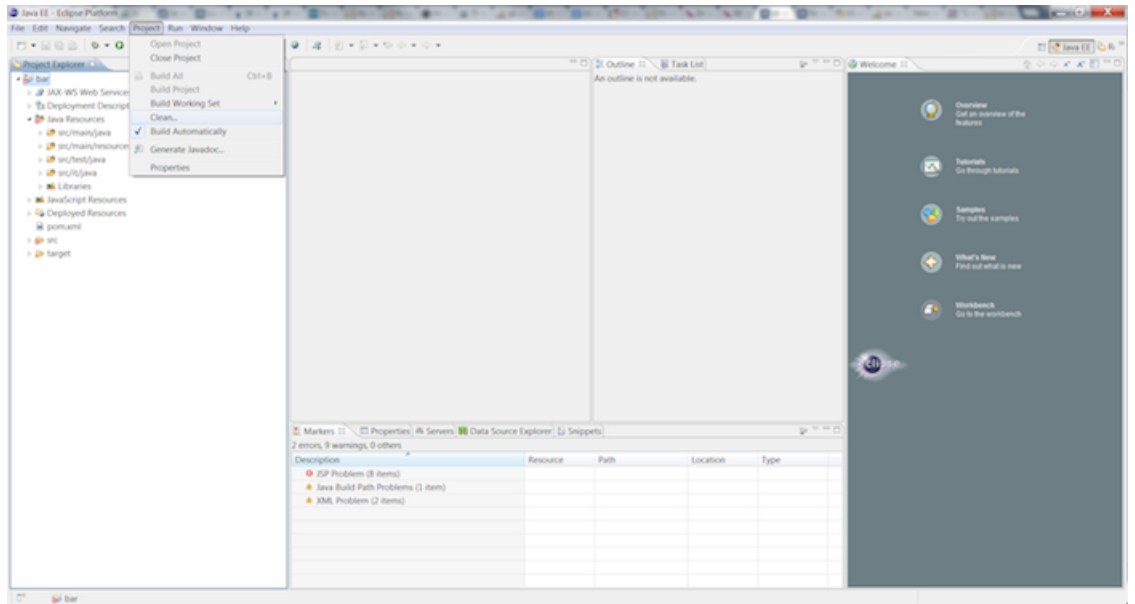 Java EE - Eclipse Platform
File Edit Navigate Search Project Run Window Help
Java EE
Open Project
Close Project
Build All Ctrl+B
Build Project
Build Working Set
Clean...
Build Automatically
Generate Javadoc...
Properties
Project Explorer
bar
JAX-WS Web Services
Deployment Descript
Java Resources
src/main/java
src/main/resource
src/test/java
src/it/java
Libraries
JavaScript Resources
Deployed Resources
pom.xml
src
target
Outline Task List
An outline is not available.
Welcome
Overview
Get an overview of the
features
Tutorials
Go through tutorials
Samples
Try out the samples
What's New
Find out what is new
Workbench
Go to the workbench
eclipse
Markers Properties Servers Data Source Explorer Snippets
2 errors, 9 warnings, 0 others
Description Resource Path Location Type
JSP Problem (8 items)
Java Build Path Problems (1 item)
XML Problem (2 items)
bar